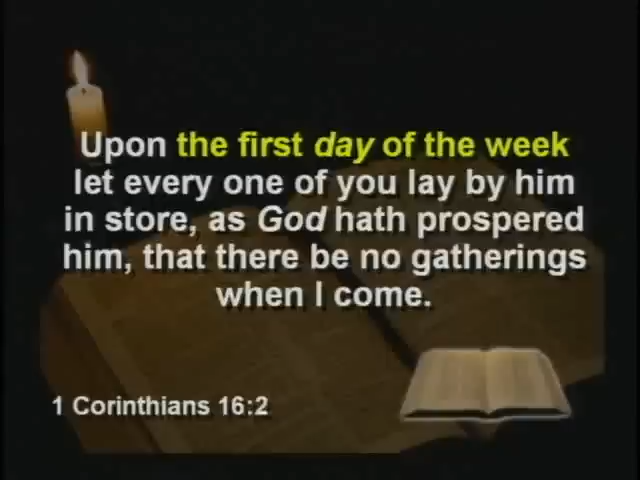 Upon the first day of the week
let every one of you lay by him
in store, as God hath prospered
him, that there be no gatherings
when I come.
1 Corinthians 16:2